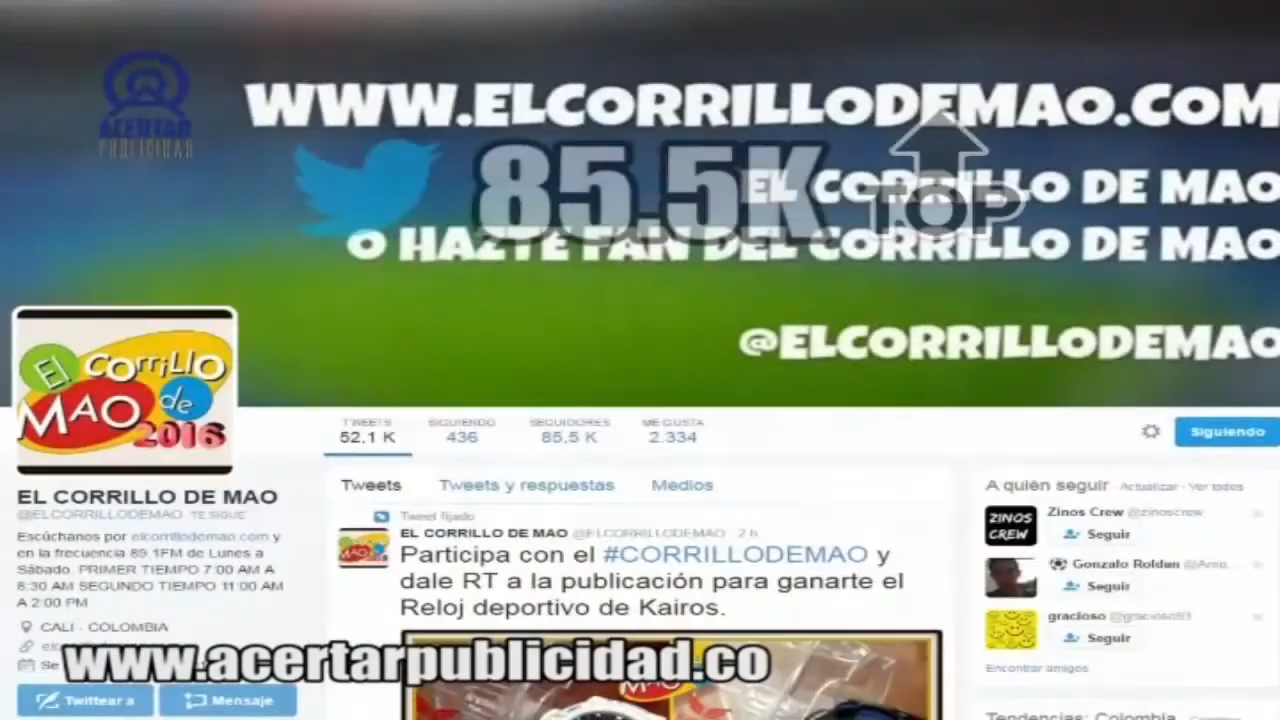 ACERTAR
PUBLICIDAD
WWW.ELCORRILLODEMAO.COM
85.5K
TOP
EL CORRILLO DE MAO
O HAZTE FAN DEL CORRILLO DE MAO
@ELCORRILLODEMAO
El CorriLLo
de
MAO
2016
TWEETS SIGUIENDO SEGUIDORES ME GUSTA
52,1 K 436 85,5 K 2.334
Siguiendo
EL CORRILLO DE MAO
@ELCORRILLODEMAO TE SIGUE
Escúchanos por elcorrillodemao.com y
en la frecuencia 89.1FM de Lunes a
Sábado. PRIMER TIEMPO 7:00 AM A
8:30 AM SEGUNDO TIEMPO 11:00 AM
A 2:00 PM
CALI - COLOMBIA
Twittear a Mensaje
Tweets Tweets y respuestas Medios
Tweet fijado
EL CORRILLO DE MAO @ELCORRILLODEMAO 2 h
Participa con el #CORRILLODEMAO y
dale RT a la publicación para ganarte el
Reloj deportivo de Kairos.
MAO
A quién seguir · Actualizar · Ver todos
ZINOS
CREW
Zinos Crew @zinoscrew
Seguir
Gonzalo Roldan
Seguir
gracioso @gracioso93
Seguir
Encontrar amigos
Tendencias: Colombia
www.acertarpublicidad.co